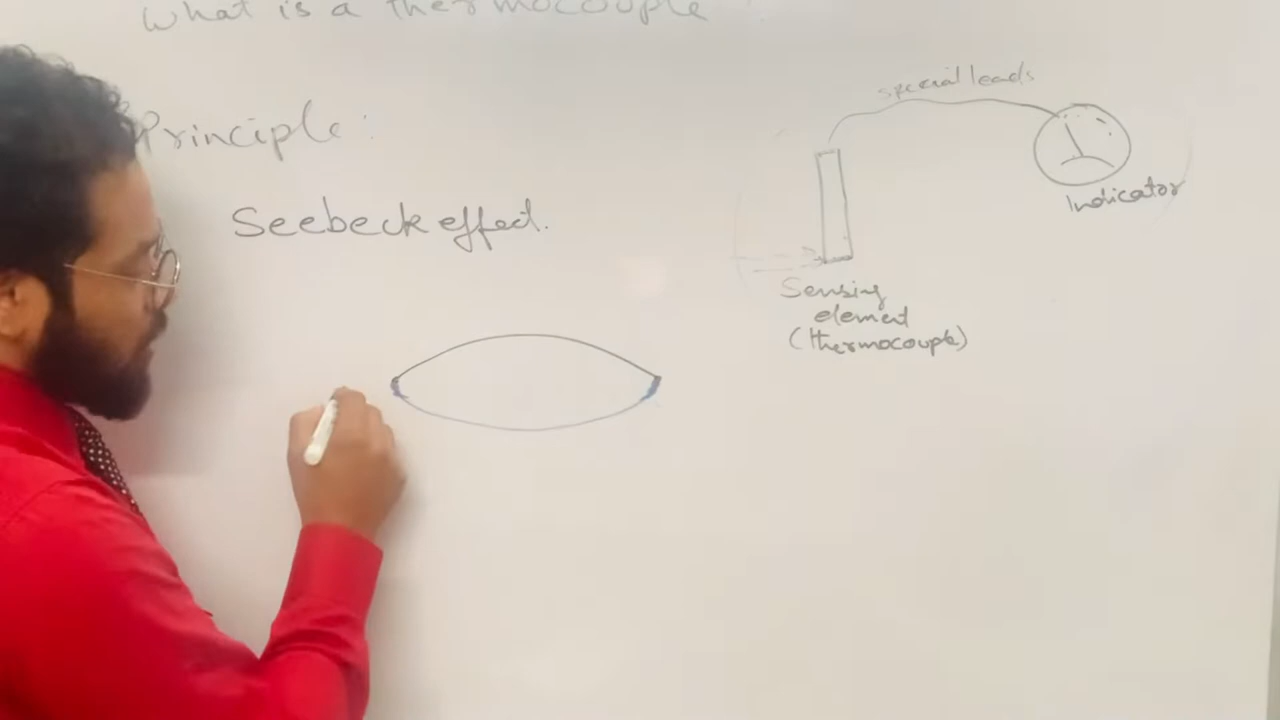 What is a thermocouple
Principle:
Seebeck effect.
special leads
Indicator
Sensing
element
(thermocouple)